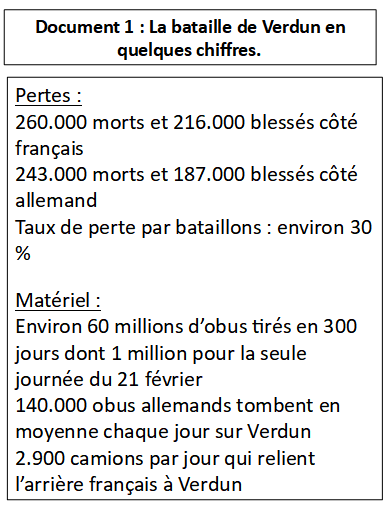 Document 1 : La bataille de Verdun en
quelques chiffres.
Pertes :
260.000 morts et 216.000 blessés côté
français
243.000 morts et 187.000 blessés côté
allemand
Taux de perte par bataillons : environ 30
%
Matériel :
Environ 60 millions d’obus tirés en 300
jours dont 1 million pour la seule
journée du 21 février
140.000 obus allemands tombent en
moyenne chaque jour sur Verdun
2.900 camions par jour qui relient
l’arrière français à Verdun